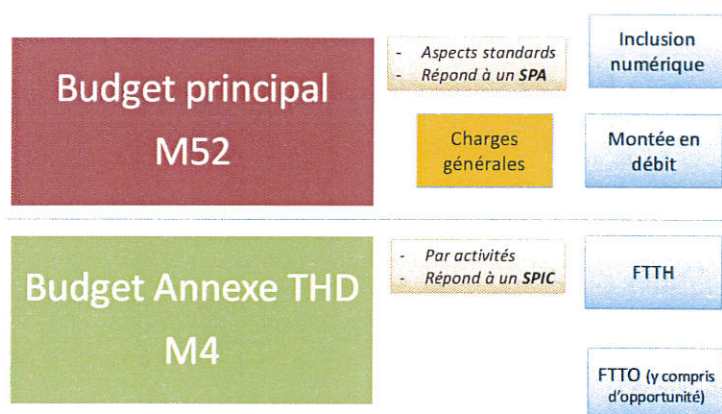 Budget principal
M52
- Aspects standards
- Répond à un SPA
Charges
générales
Inclusion
numérique
Montée en
débit
Budget Annexe THD
M4
- Par activités
- Répond à un SPIC
FTTH
FTTO (y compris
d'opportunité)